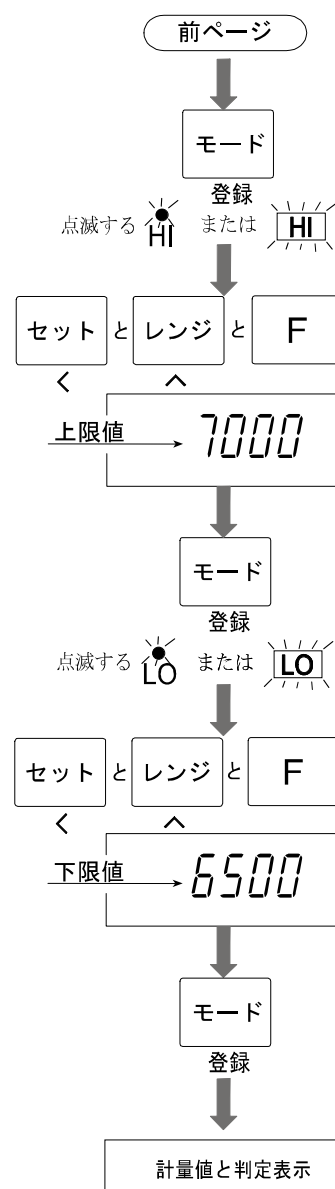 前ページ
モード
登録
点滅する HI または HI
セット と レンジ と F
< ^
上限値 7000
モード
登録
点滅する LO または LO
セット と レンジ と F
< ^
下限値 6500
モード
登録
計量値と判定表示